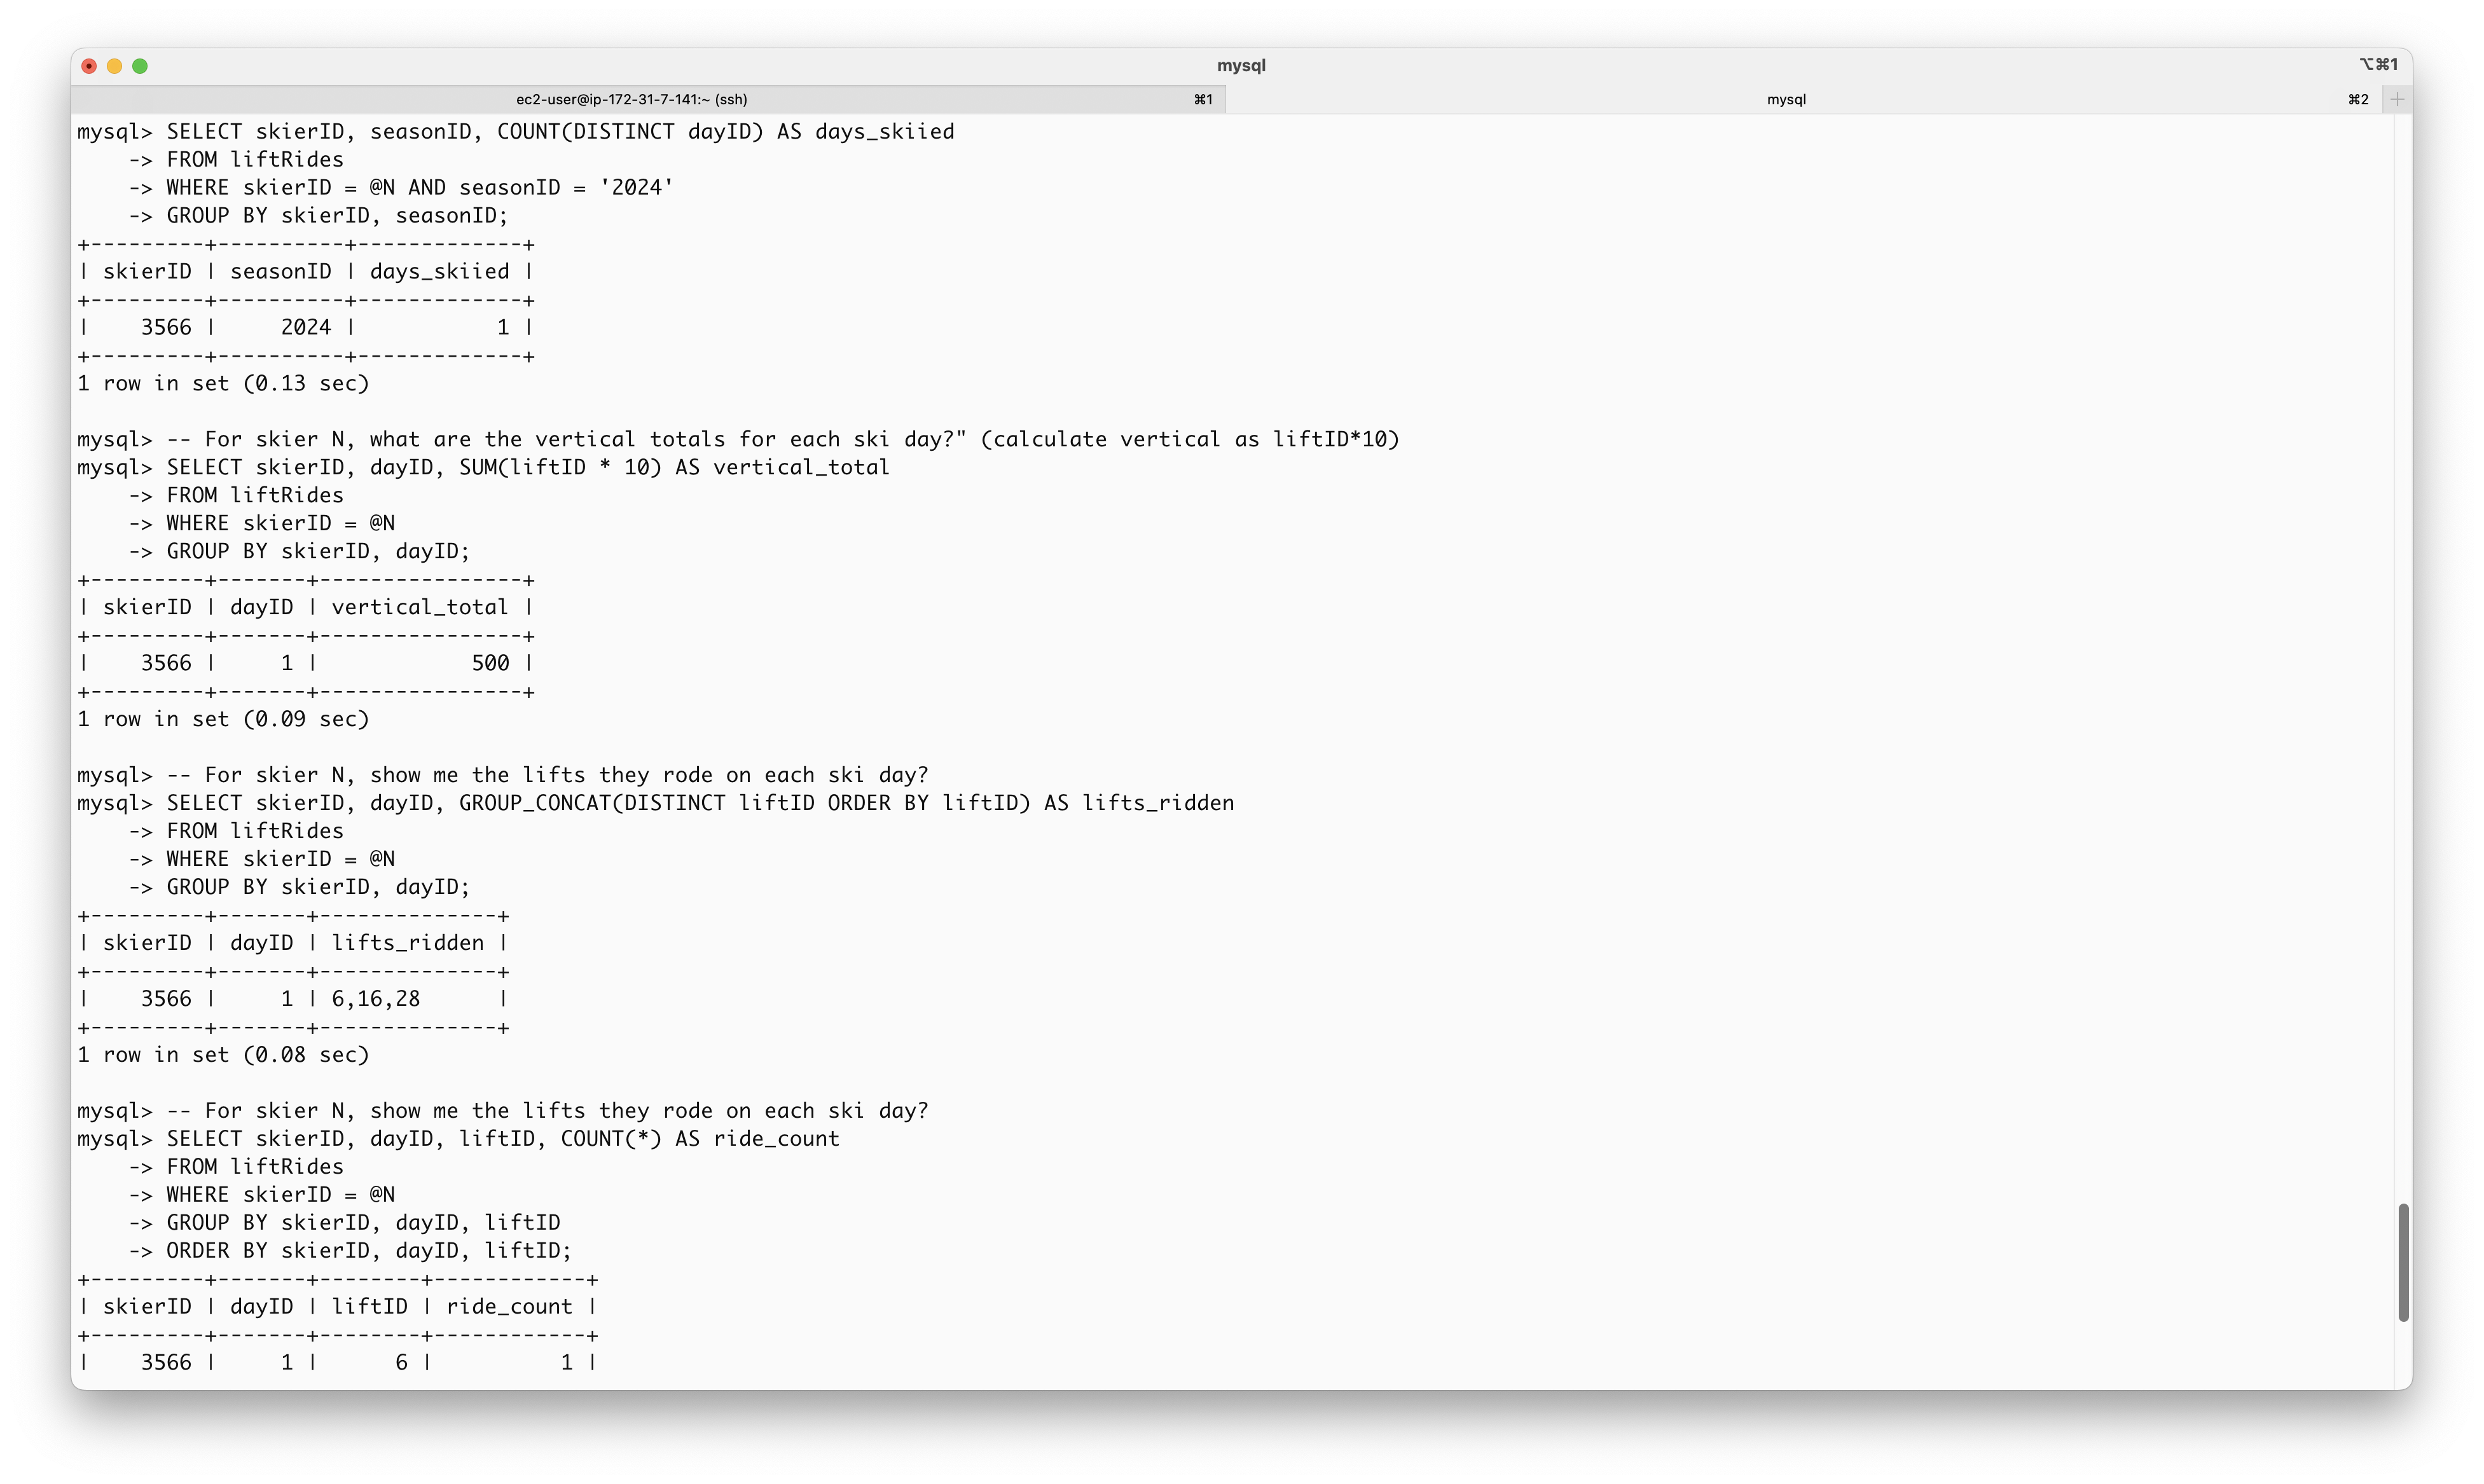 mysql
⌥⌘1
ec2-user@ip-172-31-7-141:~ (ssh) ⌘1 mysql ⌘2 +
mysql> SELECT skierID, seasonID, COUNT(DISTINCT dayID) AS days_skiied
    -> FROM liftRides
    -> WHERE skierID = @N AND seasonID = '2024'
    -> GROUP BY skierID, seasonID;
+---------+----------+-------------+
| skierID | seasonID | days_skiied |
+---------+----------+-------------+
|    3566 |     2024 |           1 |
+---------+----------+-------------+
1 row in set (0.13 sec)

mysql> -- For skier N, what are the vertical totals for each ski day?" (calculate vertical as liftID*10)
mysql> SELECT skierID, dayID, SUM(liftID * 10) AS vertical_total
    -> FROM liftRides
    -> WHERE skierID = @N
    -> GROUP BY skierID, dayID;
+---------+-------+----------------+
| skierID | dayID | vertical_total |
+---------+-------+----------------+
|    3566 |     1 |            500 |
+---------+-------+----------------+
1 row in set (0.09 sec)

mysql> -- For skier N, show me the lifts they rode on each ski day?
mysql> SELECT skierID, dayID, GROUP_CONCAT(DISTINCT liftID ORDER BY liftID) AS lifts_ridden
    -> FROM liftRides
    -> WHERE skierID = @N
    -> GROUP BY skierID, dayID;
+---------+-------+--------------+
| skierID | dayID | lifts_ridden |
+---------+-------+--------------+
|    3566 |     1 | 6,16,28      |
+---------+-------+--------------+
1 row in set (0.08 sec)

mysql> -- For skier N, show me the lifts they rode on each ski day?
mysql> SELECT skierID, dayID, liftID, COUNT(*) AS ride_count
    -> FROM liftRides
    -> WHERE skierID = @N
    -> GROUP BY skierID, dayID, liftID
    -> ORDER BY skierID, dayID, liftID;
+---------+-------+--------+------------+
| skierID | dayID | liftID | ride_count |
+---------+-------+--------+------------+
|    3566 |     1 |      6 |          1 |